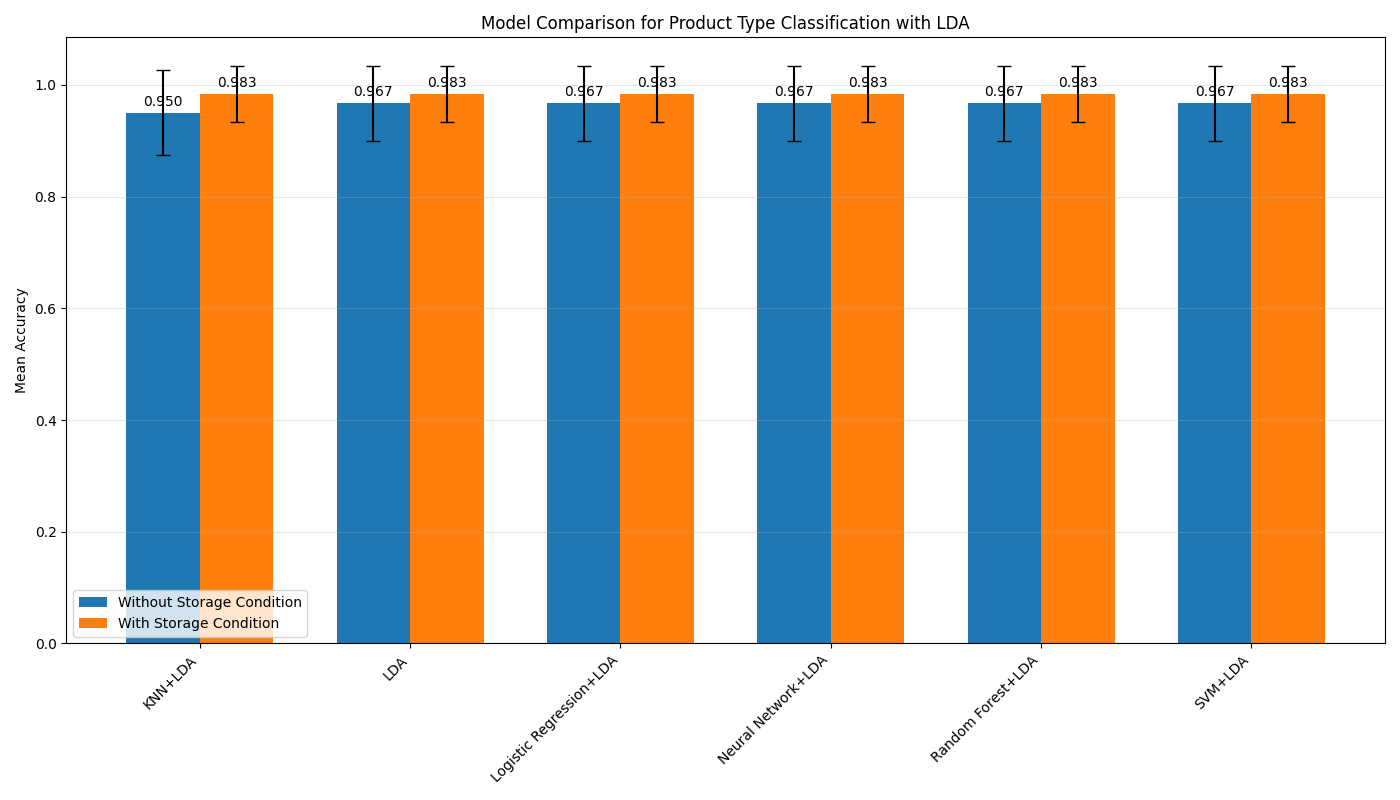 Model Comparison for Product Type Classification with LDA
Mean Accuracy
1.0
0.8
0.6
0.4
0.2
0.0
0.950
0.983
0.967
0.983
0.967
0.983
0.967
0.983
0.967
0.983
0.967
0.983
Without Storage Condition
With Storage Condition
KNN+LDA
LDA
Logistic Regression+LDA
Neural Network+LDA
Random Forest+LDA
SVM+LDA